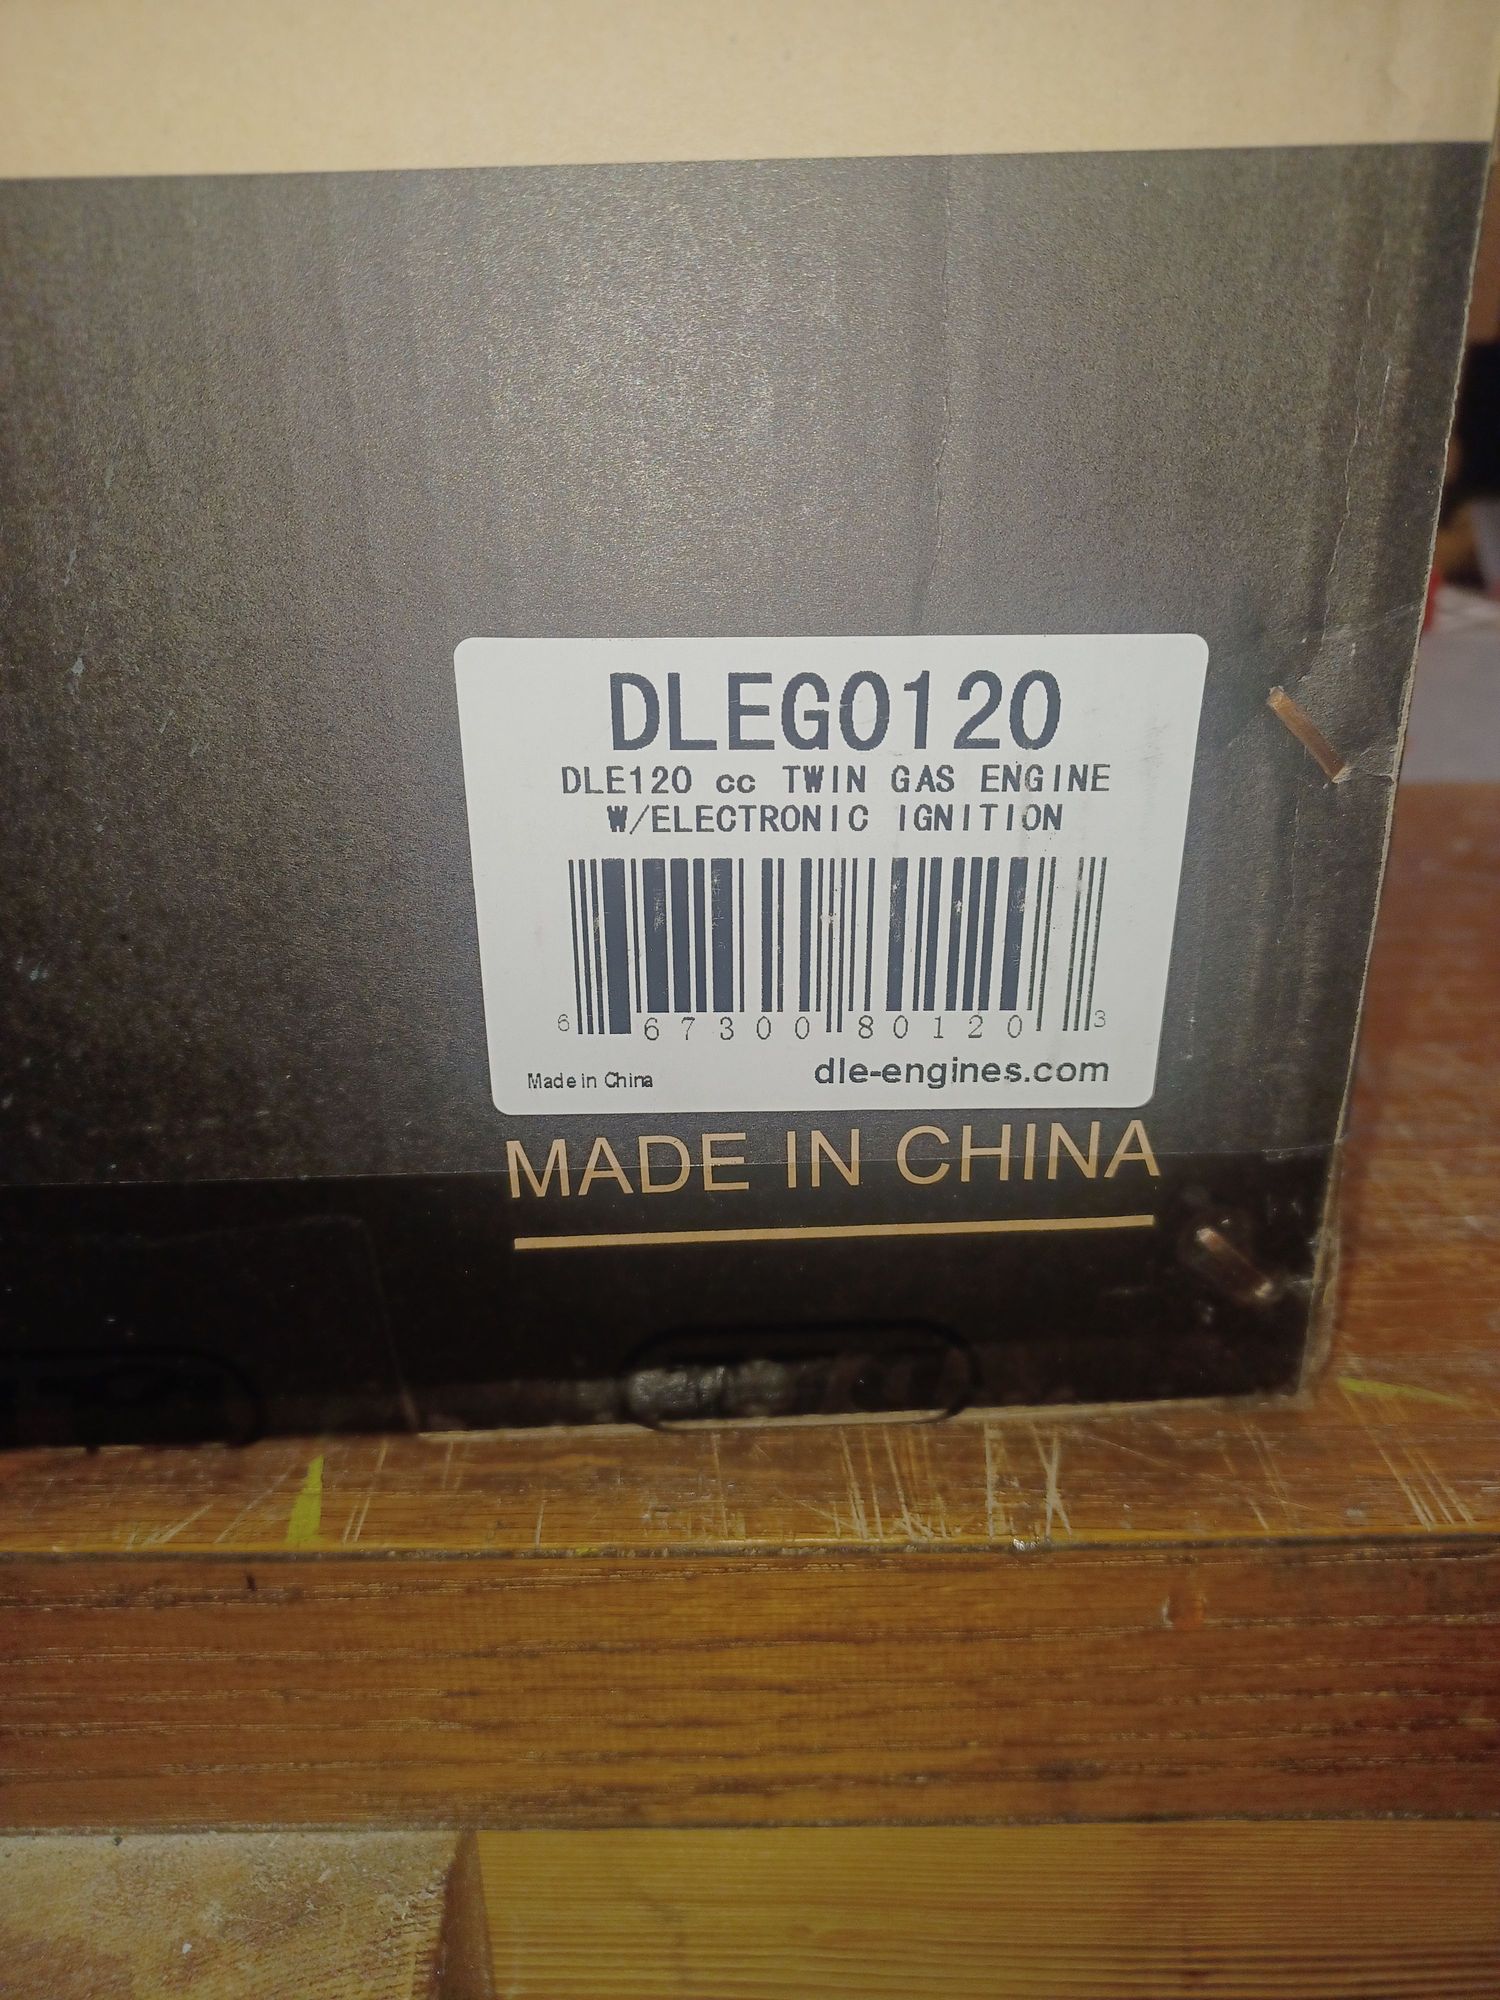 DLEG0120
DLE120 cc TWIN GAS ENGINE
W/ELECTRONIC IGNITION
6 67300 80120 3
Made in China
dle-engines.com
MADE IN CHINA